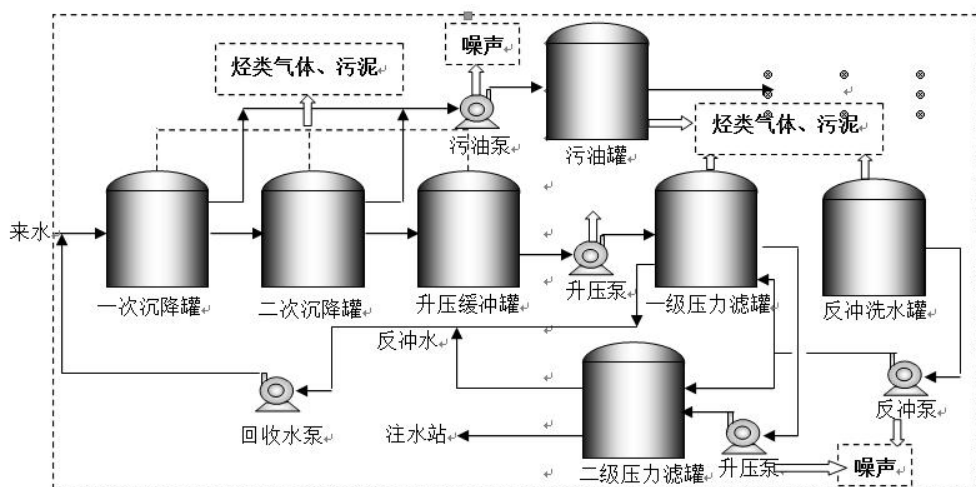 噪声
烃类气体、污泥
污油泵
污油罐
烃类气体、污泥
来水
一次沉降罐
二次沉降罐
升压缓冲罐
升压泵
一级压力滤罐
反冲洗水罐
反冲水
回收水泵
注水站
二级压力滤罐
升压泵
反冲泵
噪声